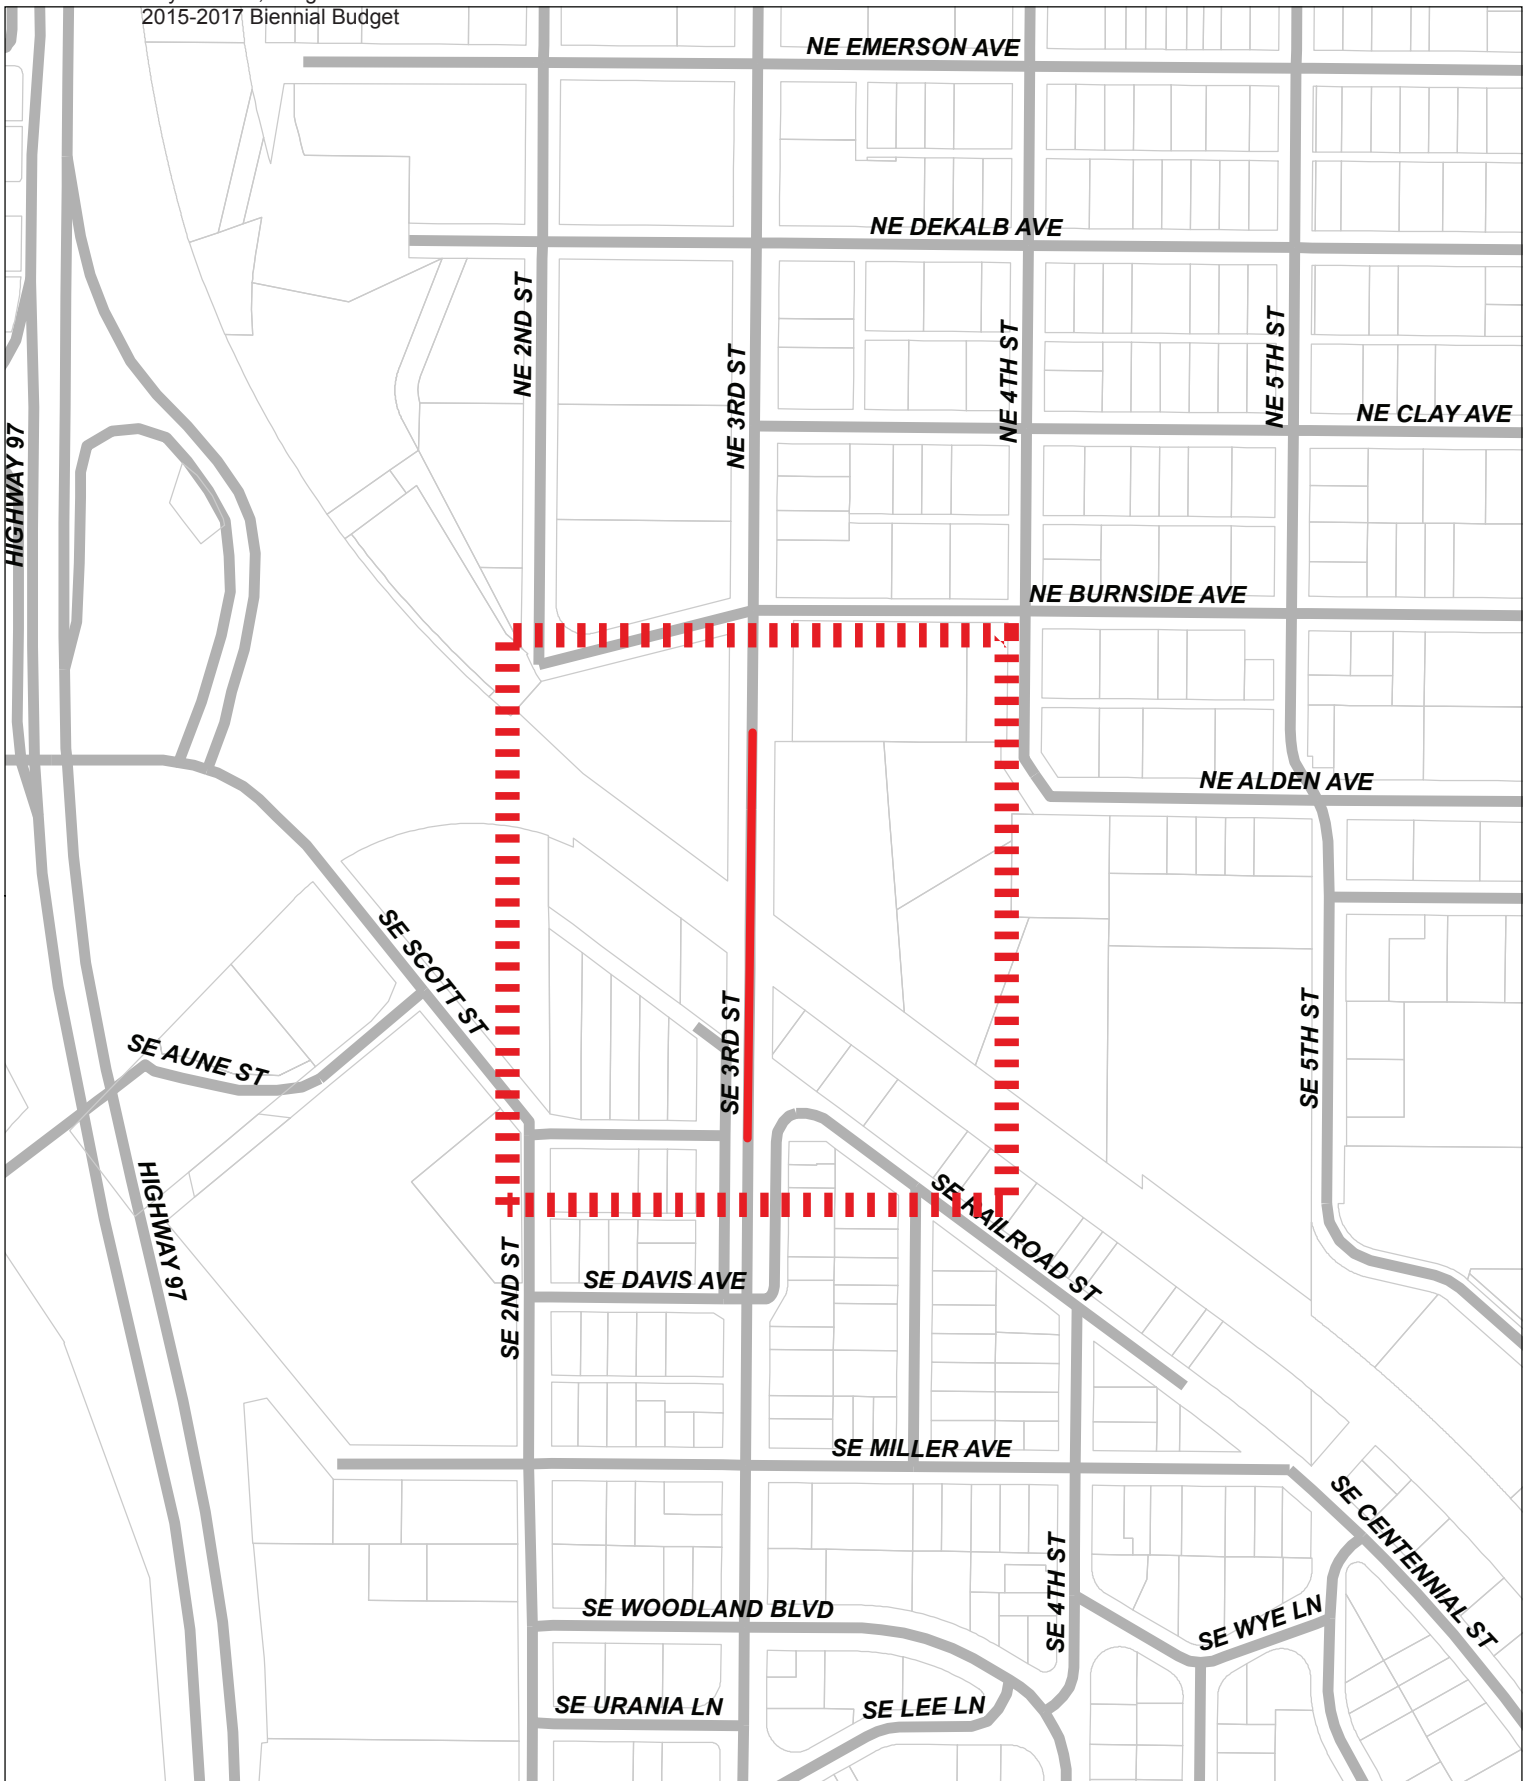 2015-2017 Biennial Budget
NE EMERSON AVE
NE DEKALB AVE
NE 2ND ST
NE 3RD ST
NE 4TH ST
NE 5TH ST
NE CLAY AVE
HIGHWAY 97
NE BURNSIDE AVE
NE ALDEN AVE
SE SCOTT ST
SE AUNE ST
SE 3RD ST
SE 5TH ST
HIGHWAY 97
SE RAILROAD ST
SE 2ND ST
SE DAVIS AVE
SE MILLER AVE
SE CENTENNIAL ST
SE 4TH ST
SE WOODLAND BLVD
SE WYE LN
SE URANIA LN
SE LEE LN